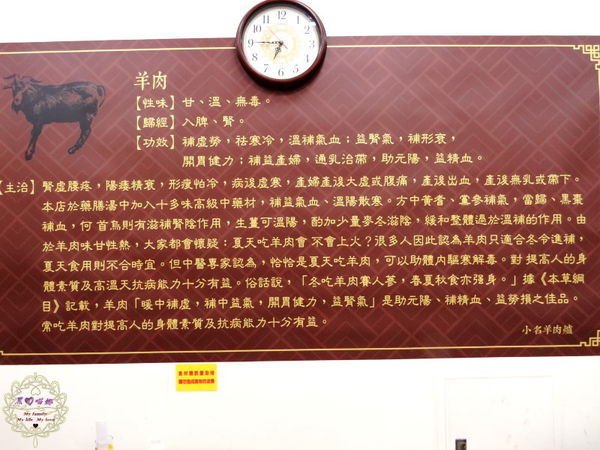 羊肉
【性味】甘、溫、無毒。
【歸經】入脾、腎。
【功效】補虛勞，祛寒冷，溫補氣血；益腎氣，補形衰，
開胃健力；補益產婦，通乳治帶，助元陽，益精血。
【主治】腎虛腰疼，陽痿精衰，形瘦怕冷，病後虛寒，產婦產後大虛或腹痛，產後出血，產後無乳或帶下。
本店於藥膳湯中加入十多味高級中藥材，補益氣血、溫陽散寒。方中黃耆、黨參補氣，當歸、黑棗
補血，何首烏則有滋補腎陰作用，生薑可溫陽，酌加少量麥冬滋陰，緩和整體過於溫補的作用。由
於羊肉味甘性熱，大家都會懷疑：夏天吃羊肉會不會上火？很多人因此認為羊肉只適合冬令進補，
夏天食用則不合時宜。但中醫專家認為，恰恰是夏天吃羊肉，可以助體內驅寒解毒。對提高人的身
體素質及高溫天氣抗病能力十分有益。俗話說，「冬吃羊肉賽人蔘，春夏秋食亦強身。」據《本草綱
目》記載，羊肉「暖中補虛，補中益氣，開胃健力，益腎氣」是助元陽、補精血、益勞損之佳品。
常吃羊肉對提高人的身體素質及抗病能力十分有益。
小名羊肉爐
My family
My life My love